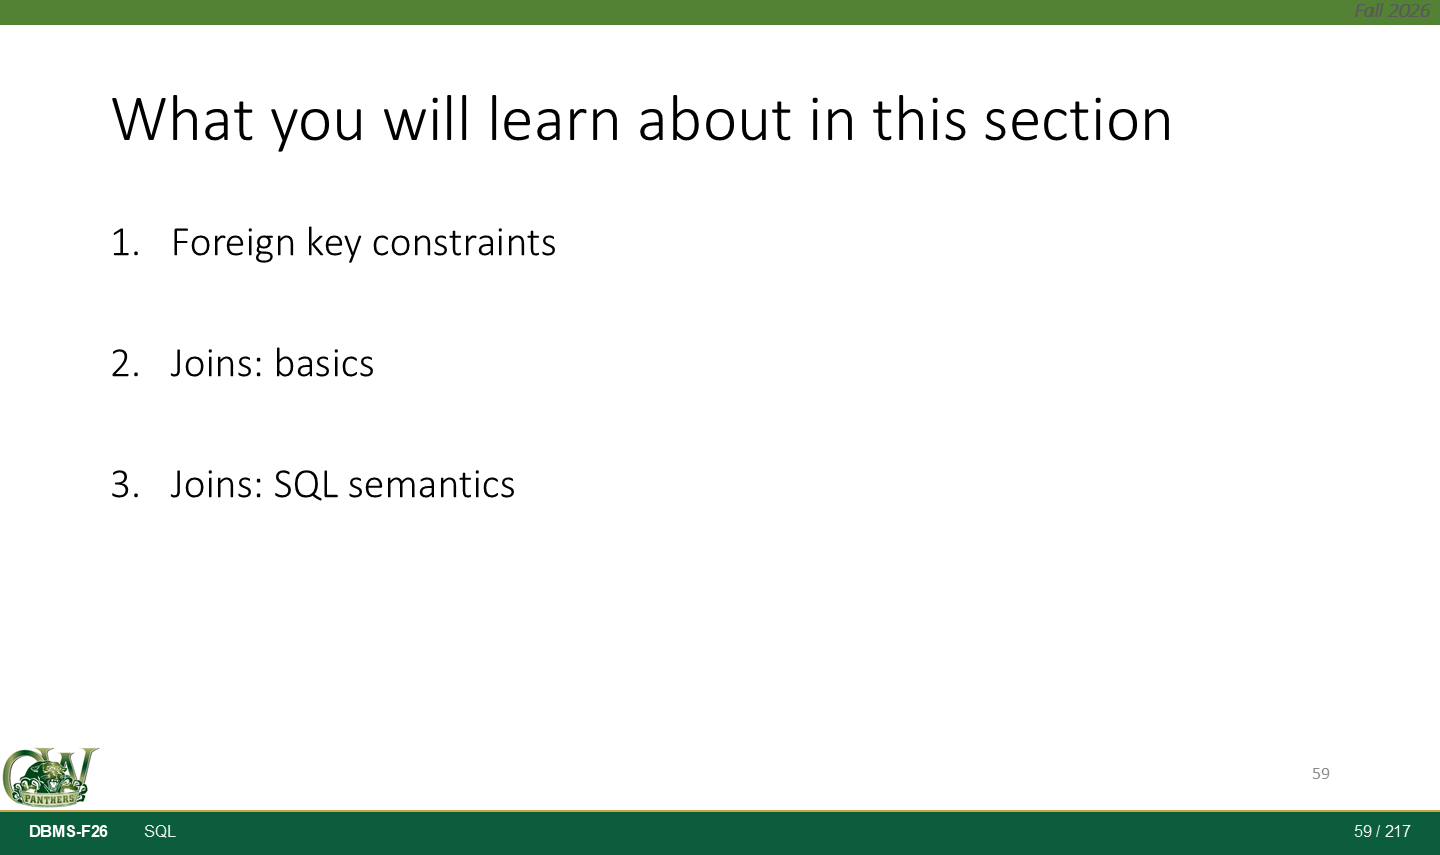 Fall 2026
What you will learn about in this section
1. Foreign key constraints
2. Joins: basics
3. Joins: SQL semantics
OW
PANTHERS
59
DBMS-F26 SQL 59 / 217